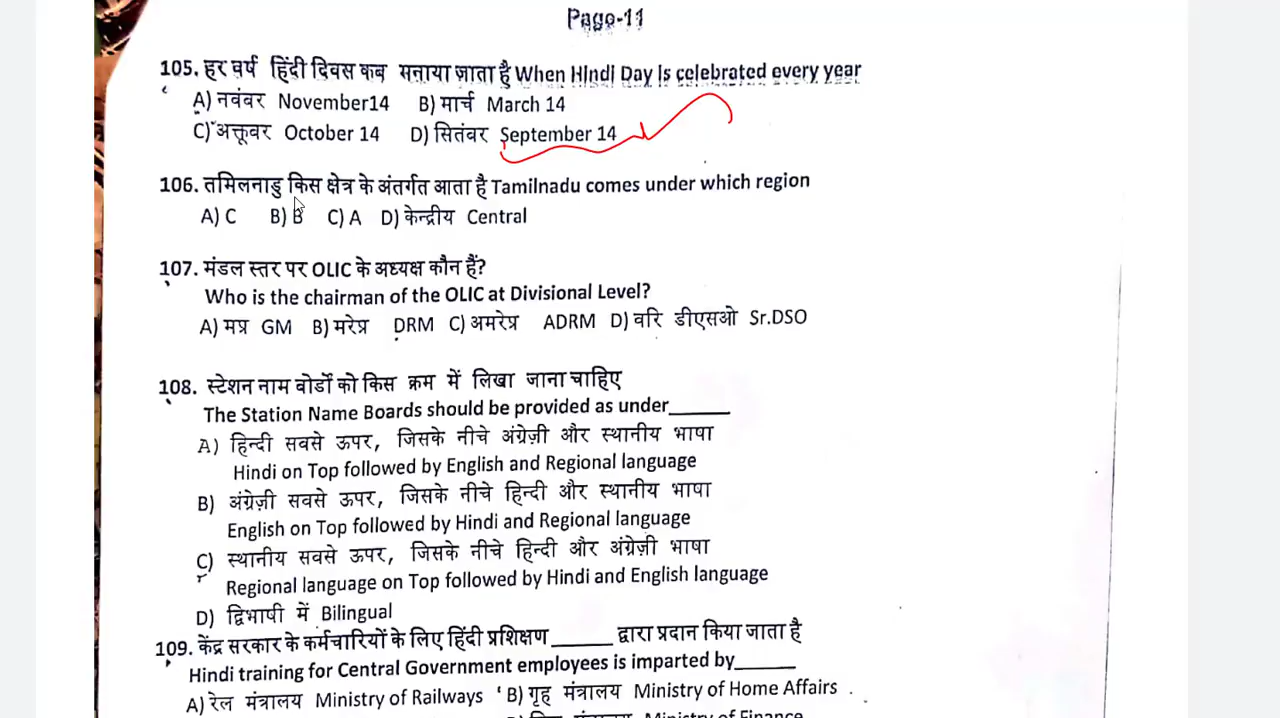 Page-11
105. हर वर्ष हिंदी दिवस कब मनाया जाता है When Hindi Day is celebrated every year
A) नवंबर November14 B) मार्च March 14
C) अक्तूबर October 14 D) सितंबर September 14
106. तमिलनाडु किस क्षेत्र के अंतर्गत आता है Tamilnadu comes under which region
A) C B) B C) A D) केन्द्रीय Central
107. मंडल स्तर पर OLIC के अध्यक्ष कौन हैं?
Who is the chairman of the OLIC at Divisional Level?
A) मप्र GM B) मरेप्र DRM C) अमरेप्र ADRM D) वरि डीएसओ Sr.DSO
108. स्टेशन नाम बोर्डों को किस क्रम में लिखा जाना चाहिए
The Station Name Boards should be provided as under______
A) हिन्दी सबसे ऊपर, जिसके नीचे अंग्रेज़ी और स्थानीय भाषा
Hindi on Top followed by English and Regional language
B) अंग्रेज़ी सबसे ऊपर, जिसके नीचे हिन्दी और स्थानीय भाषा
English on Top followed by Hindi and Regional language
C) स्थानीय सबसे ऊपर, जिसके नीचे हिन्दी और अंग्रेज़ी भाषा
Regional language on Top followed by Hindi and English language
D) द्विभाषी में Bilingual
109. केंद्र सरकार के कर्मचारियों के लिए हिंदी प्रशिक्षण ______ द्वारा प्रदान किया जाता है
Hindi training for Central Government employees is imparted by______
A) रेल मंत्रालय Ministry of Railways B) गृह मंत्रालय Ministry of Home Affairs
Ministry of Finance